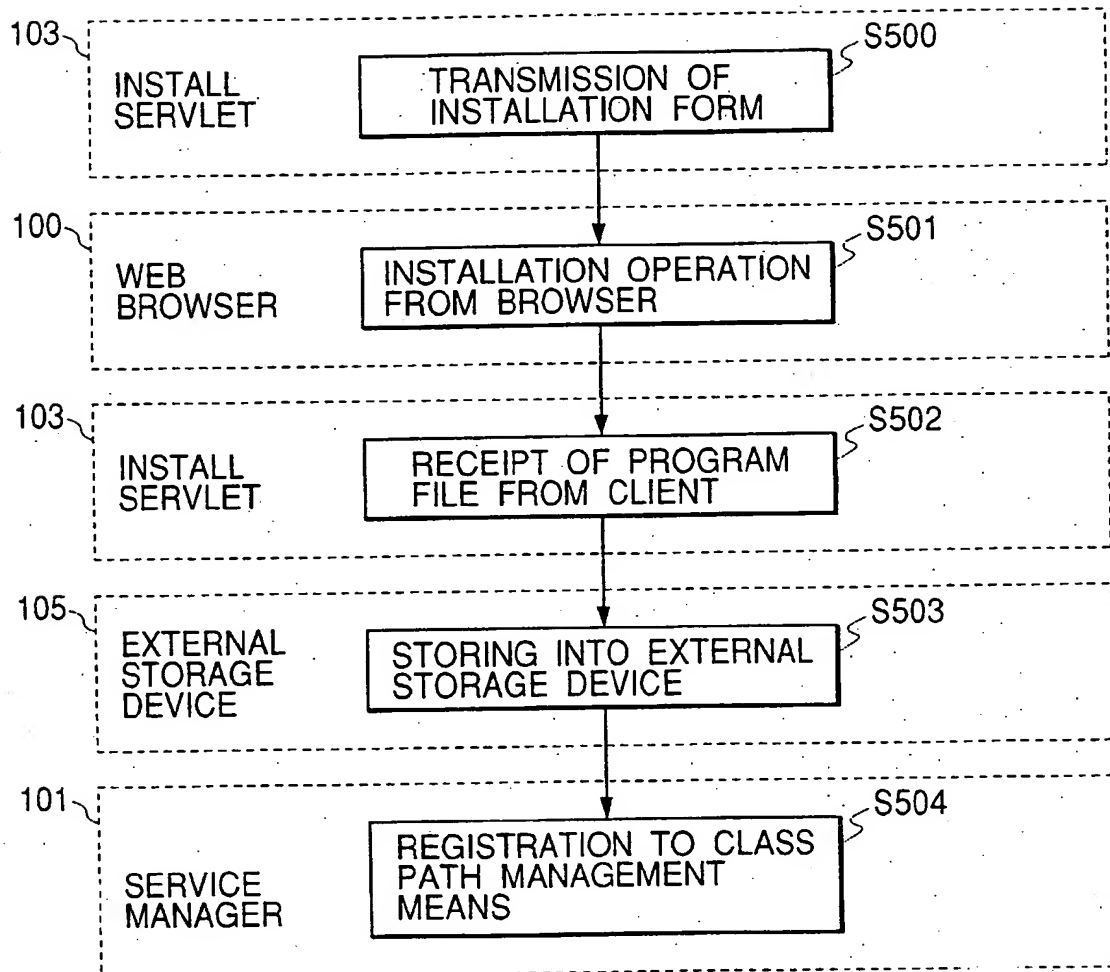 103
INSTALL
SERVLET
S500
TRANSMISSION OF
INSTALLATION FORM
100
WEB
BROWSER
S501
INSTALLATION OPERATION
FROM BROWSER
103
INSTALL
SERVLET
S502
RECEIPT OF PROGRAM
FILE FROM CLIENT
105
EXTERNAL
STORAGE
DEVICE
S503
STORING INTO EXTERNAL
STORAGE DEVICE
101
SERVICE
MANAGER
S504
REGISTRATION TO CLASS
PATH MANAGEMENT
MEANS